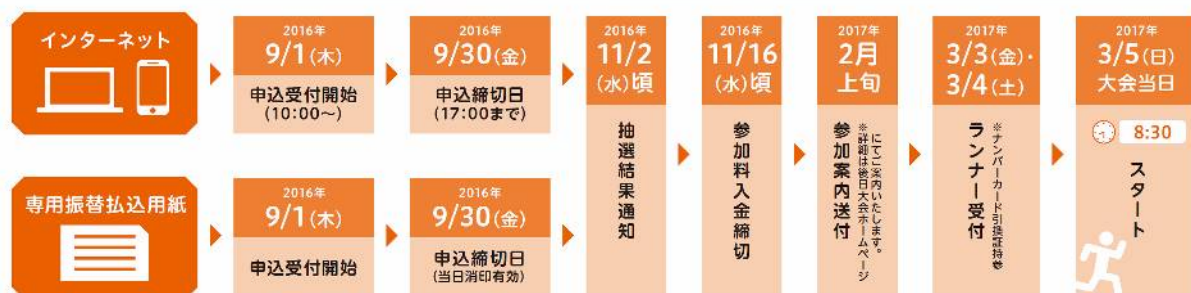 インターネット
2016年
9/1(木)
申込受付開始
(10:00～)
2016年
9/30(金)
申込締切日
(17:00まで)
専用振替払込用紙
2016年
9/1(木)
申込受付開始
2016年
9/30(金)
申込締切日
(当日消印有効)
2016年
11/2
(水)頃
抽選結果通知
2016年
11/16
(水)頃
参加料入金締切
2017年
2月
上旬
参加案内送付
※詳細は後日大会ホームページ
にてご案内いたします。
2017年
3/3(金)・
3/4(土)
ランナー受付
※ナンバーカード引換証持参
2017年
3/5(日)
大会当日
8:30
スタート